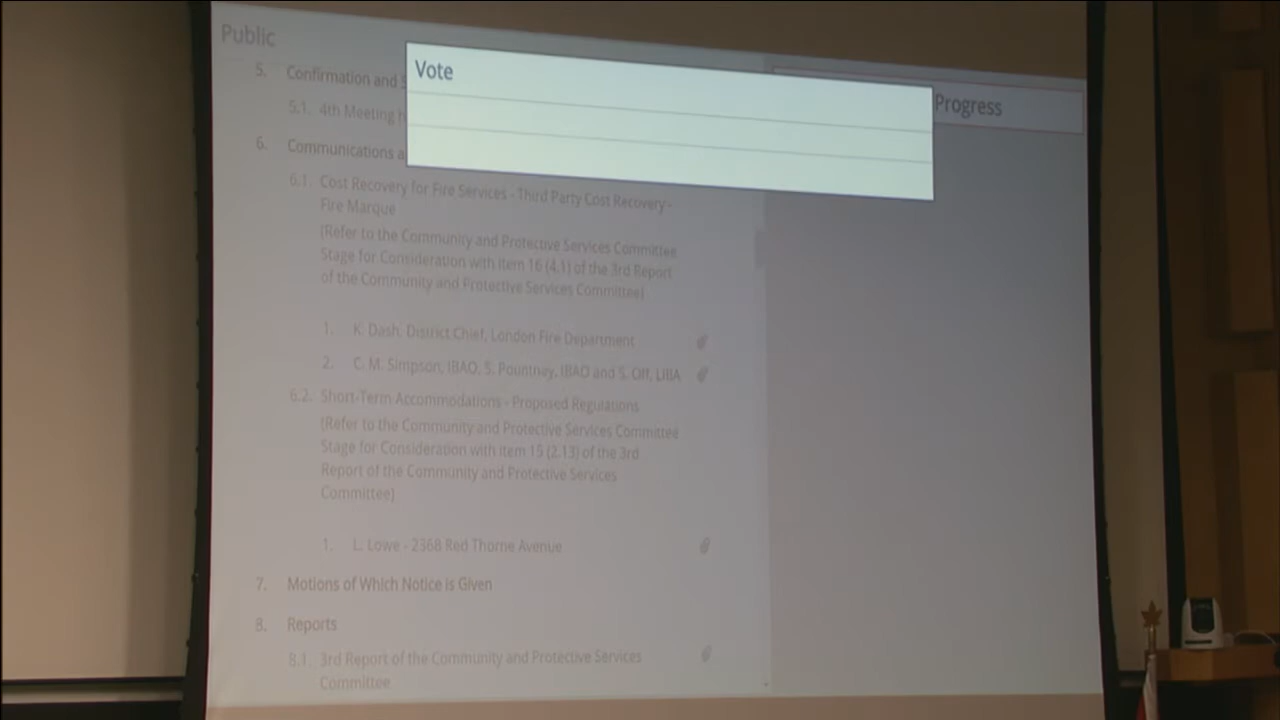 Public
Vote
Progress
5. Confirmation and
5.1. 4th Meeting
6. Communications
6.1. Cost Recovery for Fire Services - Third Party Cost Recovery -
Fire Marque
(Refer to the Community and Protective Services Committee
Stage for Consideration with Item 16 (4.1) of the 3rd Report
of the Community and Protective Services Committee)
1. K. Dash, District Chief, London Fire Department
2. C. M. Simpson, IBAO, S. Pountney, IBAO and S. Orr, LIBA
6.2. Short-Term Accommodations - Proposed Regulations
(Refer to the Community and Protective Services Committee
Stage for Consideration with Item 15 (2.13) of the 3rd
Report of the Community and Protective Services
Committee)
1. L. Lowe - 2368 Red Thorne Avenue
7. Motions of Which Notice is Given
8. Reports
8.1. 3rd Report of the Community and Protective Services
Committee